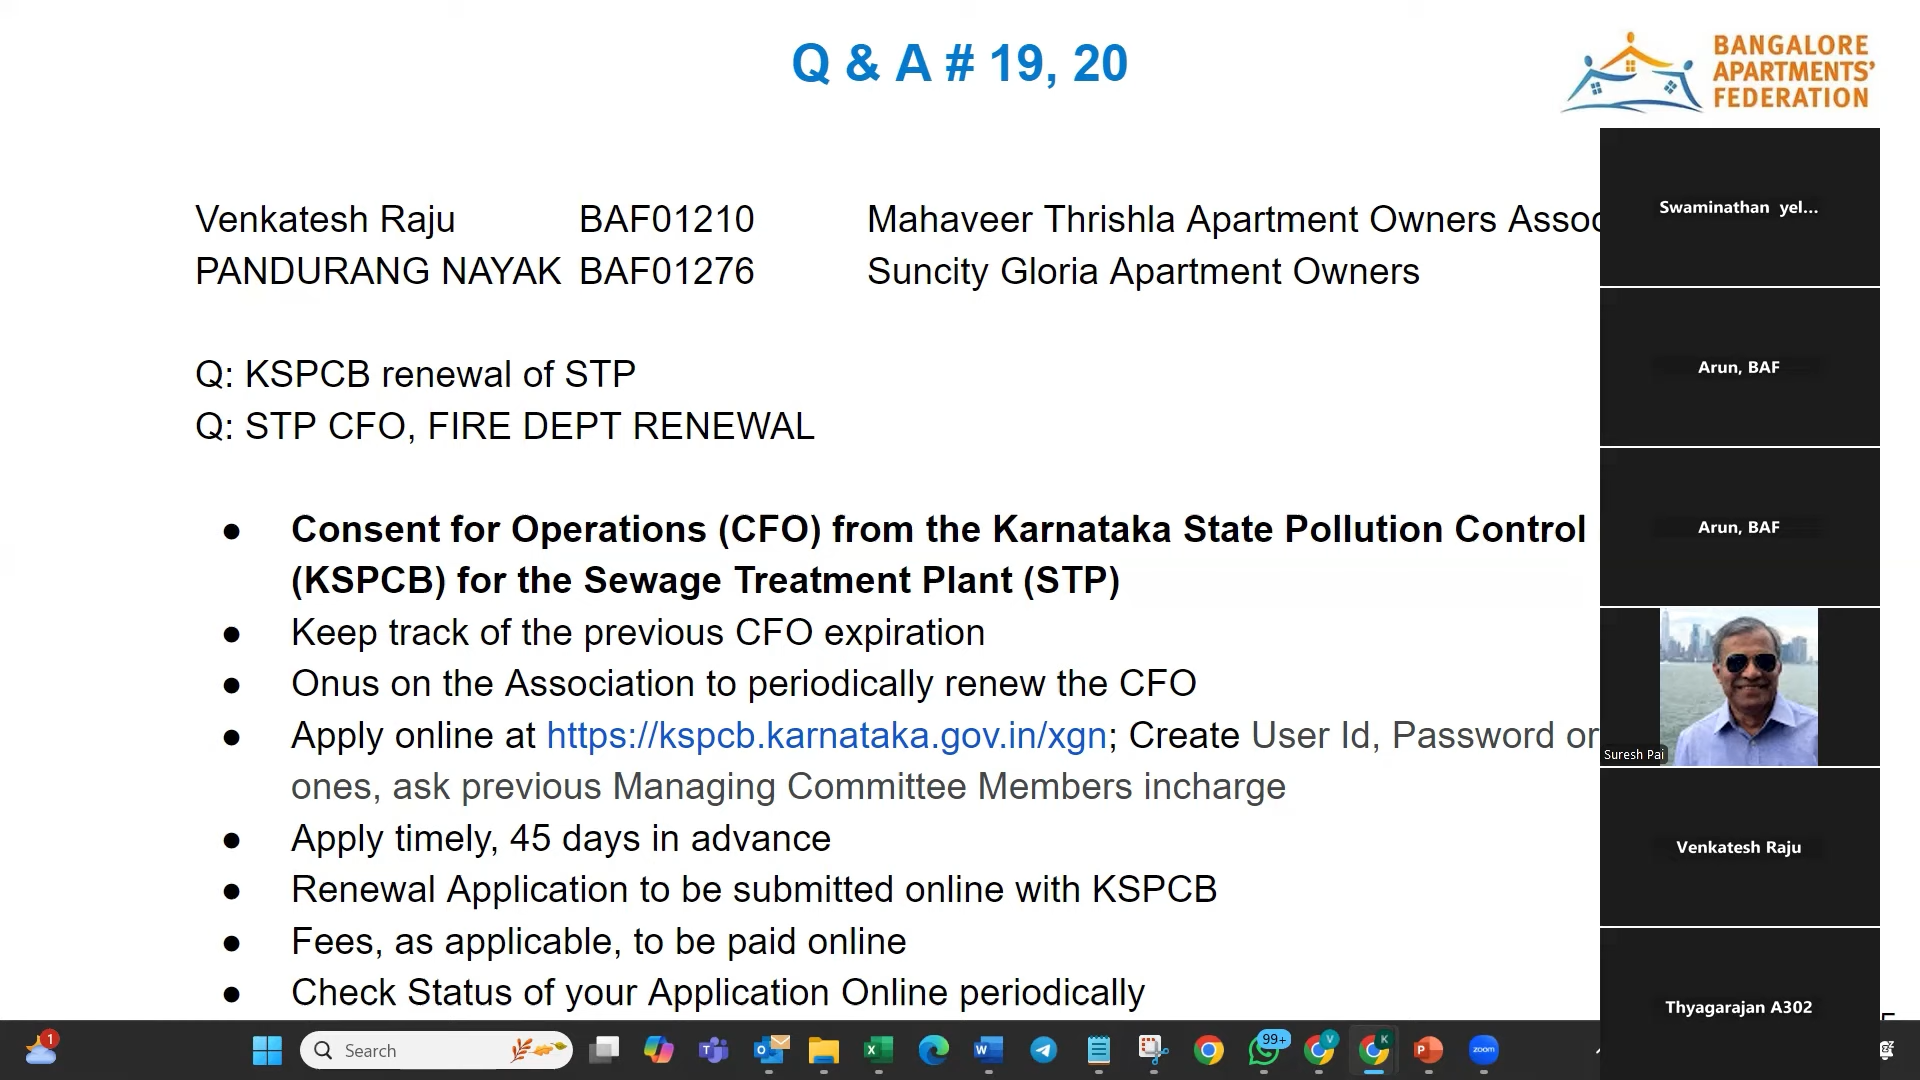 Q & A # 19, 20
BANGALORE
APARTMENTS'
FEDERATION
Venkatesh Raju BAF01210 Mahaveer Thrishla Apartment Owners
PANDURANG NAYAK BAF01276 Suncity Gloria Apartment Owners
Q: KSPCB renewal of STP
Q: STP CFO, FIRE DEPT RENEWAL
● Consent for Operations (CFO) from the Karnataka State Pollution Control
(KSPCB) for the Sewage Treatment Plant (STP)
● Keep track of the previous CFO expiration
● Onus on the Association to periodically renew the CFO
● Apply online at https://kspcb.karnataka.gov.in/xgn; Create User Id, Password or
ones, ask previous Managing Committee Members incharge
● Apply timely, 45 days in advance
● Renewal Application to be submitted online with KSPCB
● Fees, as applicable, to be paid online
● Check Status of your Application Online periodically
Swaminathan yel...
Arun, BAF
Arun, BAF
Suresh Pai
Venkatesh Raju
Thyagarajan A302
1
Search
99+
V
K
zoom